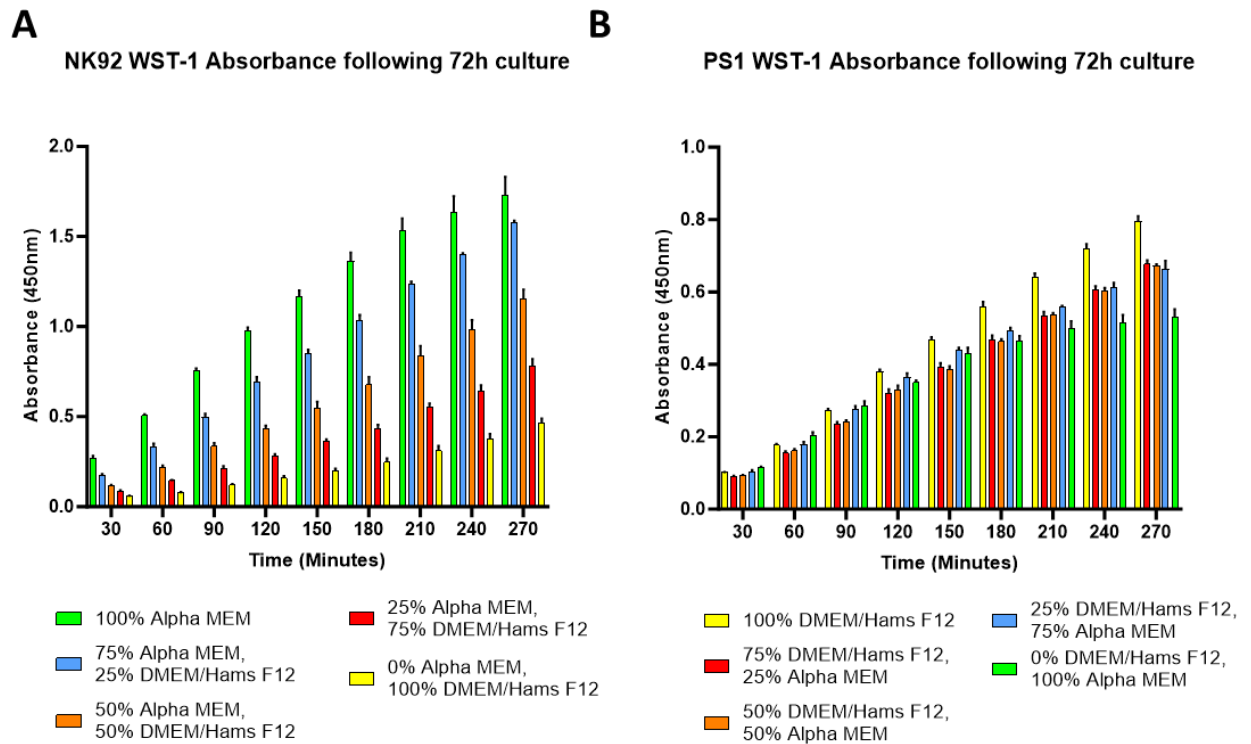 A
NK92 WST-1 Absorbance following 72h culture
2.0
1.5
1.0
0.5
0.0
Absorbance (450nm)
30 60 90 120 150 180 210 240 270
Time (Minutes)
100% Alpha MEM
75% Alpha MEM,
25% DMEM/Hams F12
50% Alpha MEM,
50% DMEM/Hams F12
25% Alpha MEM,
75% DMEM/Hams F12
0% Alpha MEM,
100% DMEM/Hams F12
B
PS1 WST-1 Absorbance following 72h culture
1.0
0.8
0.6
0.4
0.2
0.0
Absorbance (450nm)
30 60 90 120 150 180 210 240 270
Time (Minutes)
100% DMEM/Hams F12
75% DMEM/Hams F12,
25% Alpha MEM
50% DMEM/Hams F12,
50% Alpha MEM
25% DMEM/Hams F12,
75% Alpha MEM
0% DMEM/Hams F12,
100% Alpha MEM